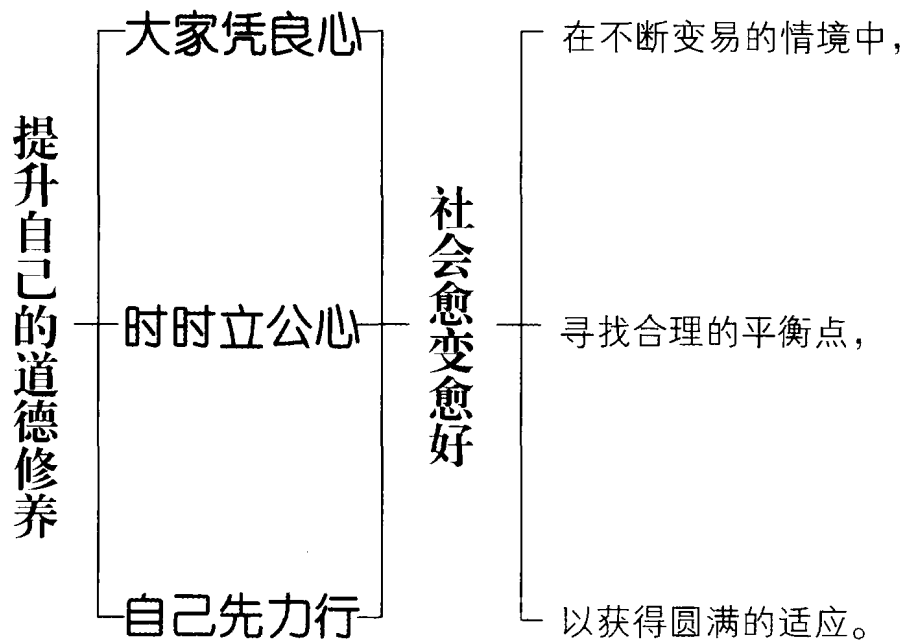 提升自己的道德修养
大家凭良心
时时立公心
自己先力行
社会愈变愈好
在不断变易的情境中，
寻找合理的平衡点，
以获得圆满的适应。